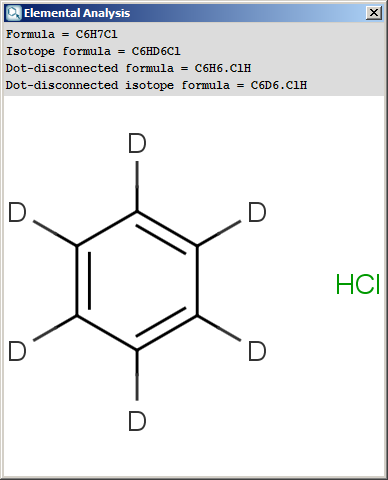 Elemental Analysis
Formula = C6H7Cl
Isotope formula = C6HD6Cl
Dot-disconnected formula = C6H6.ClH
Dot-disconnected isotope formula = C6D6.ClH
D
D D
HCl
D D
D